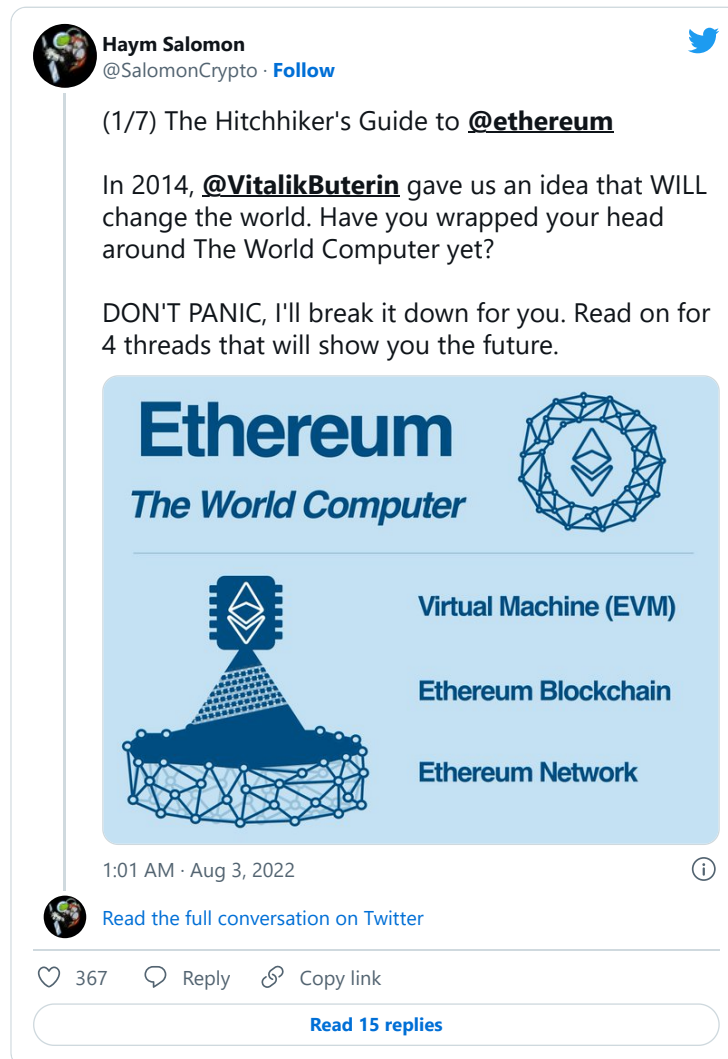 Haym Salomon
@SalomonCrypto · Follow
(1/7) The Hitchhiker's Guide to @ethereum
In 2014, @VitalikButerin gave us an idea that WILL
change the world. Have you wrapped your head
around The World Computer yet?
DON'T PANIC, I'll break it down for you. Read on for
4 threads that will show you the future.
Ethereum
The World Computer
Virtual Machine (EVM)
Ethereum Blockchain
Ethereum Network
1:01 AM · Aug 3, 2022
Read the full conversation on Twitter
367 Reply Copy link
Read 15 replies